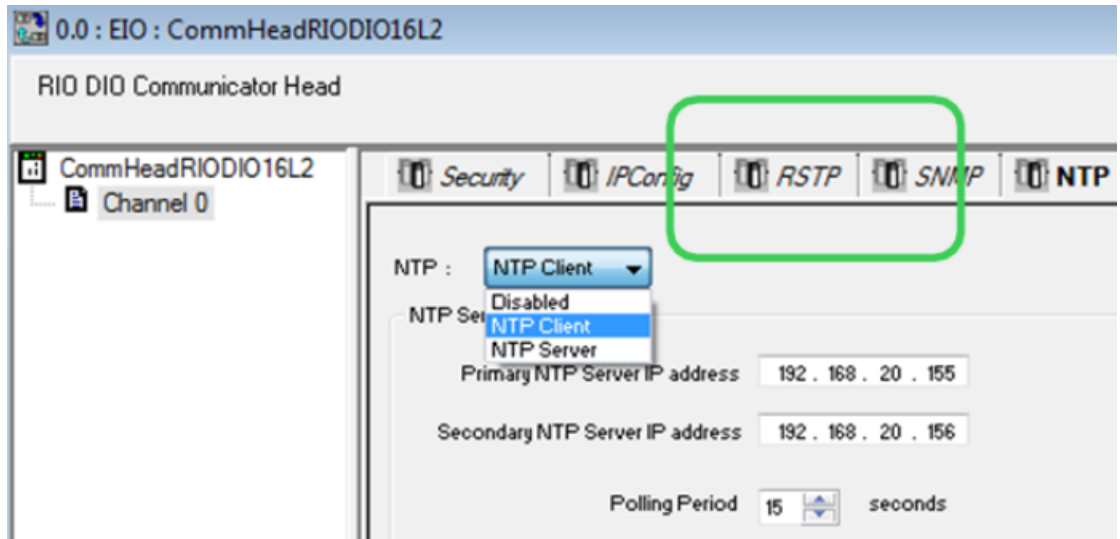 0.0 : EIO : CommHeadRIODIO16L2
RIO DIO Communicator Head
CommHeadRIODIO16L2
Channel 0
Security IPConfig RSTP SNMP NTP
NTP : NTP Client
Disabled
NTP Ser
NTP Client
NTP Server
Primary NTP Server IP address 192 . 168 . 20 . 155
Secondary NTP Server IP address 192 . 168 . 20 . 156
Polling Period 15 seconds